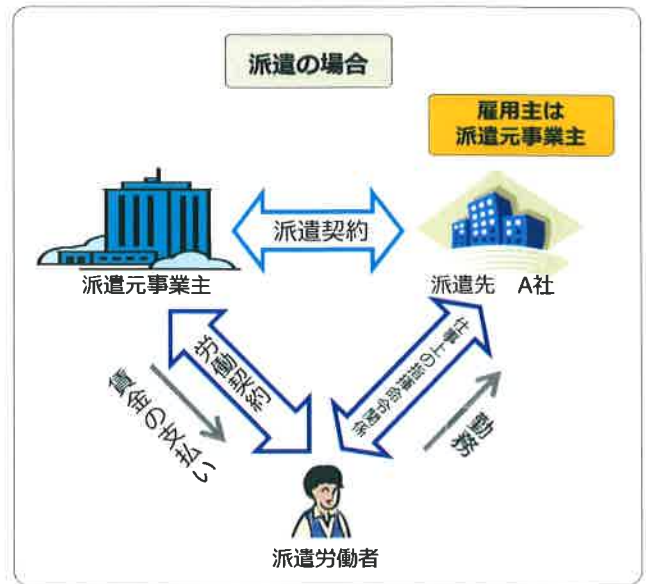 派遣の場合
雇用主は
派遣元事業主
派遣契約
派遣元事業主
派遣先 A社
労働契約
仕事上の指揮命令関係
賃金の支払い
勤務
派遣労働者